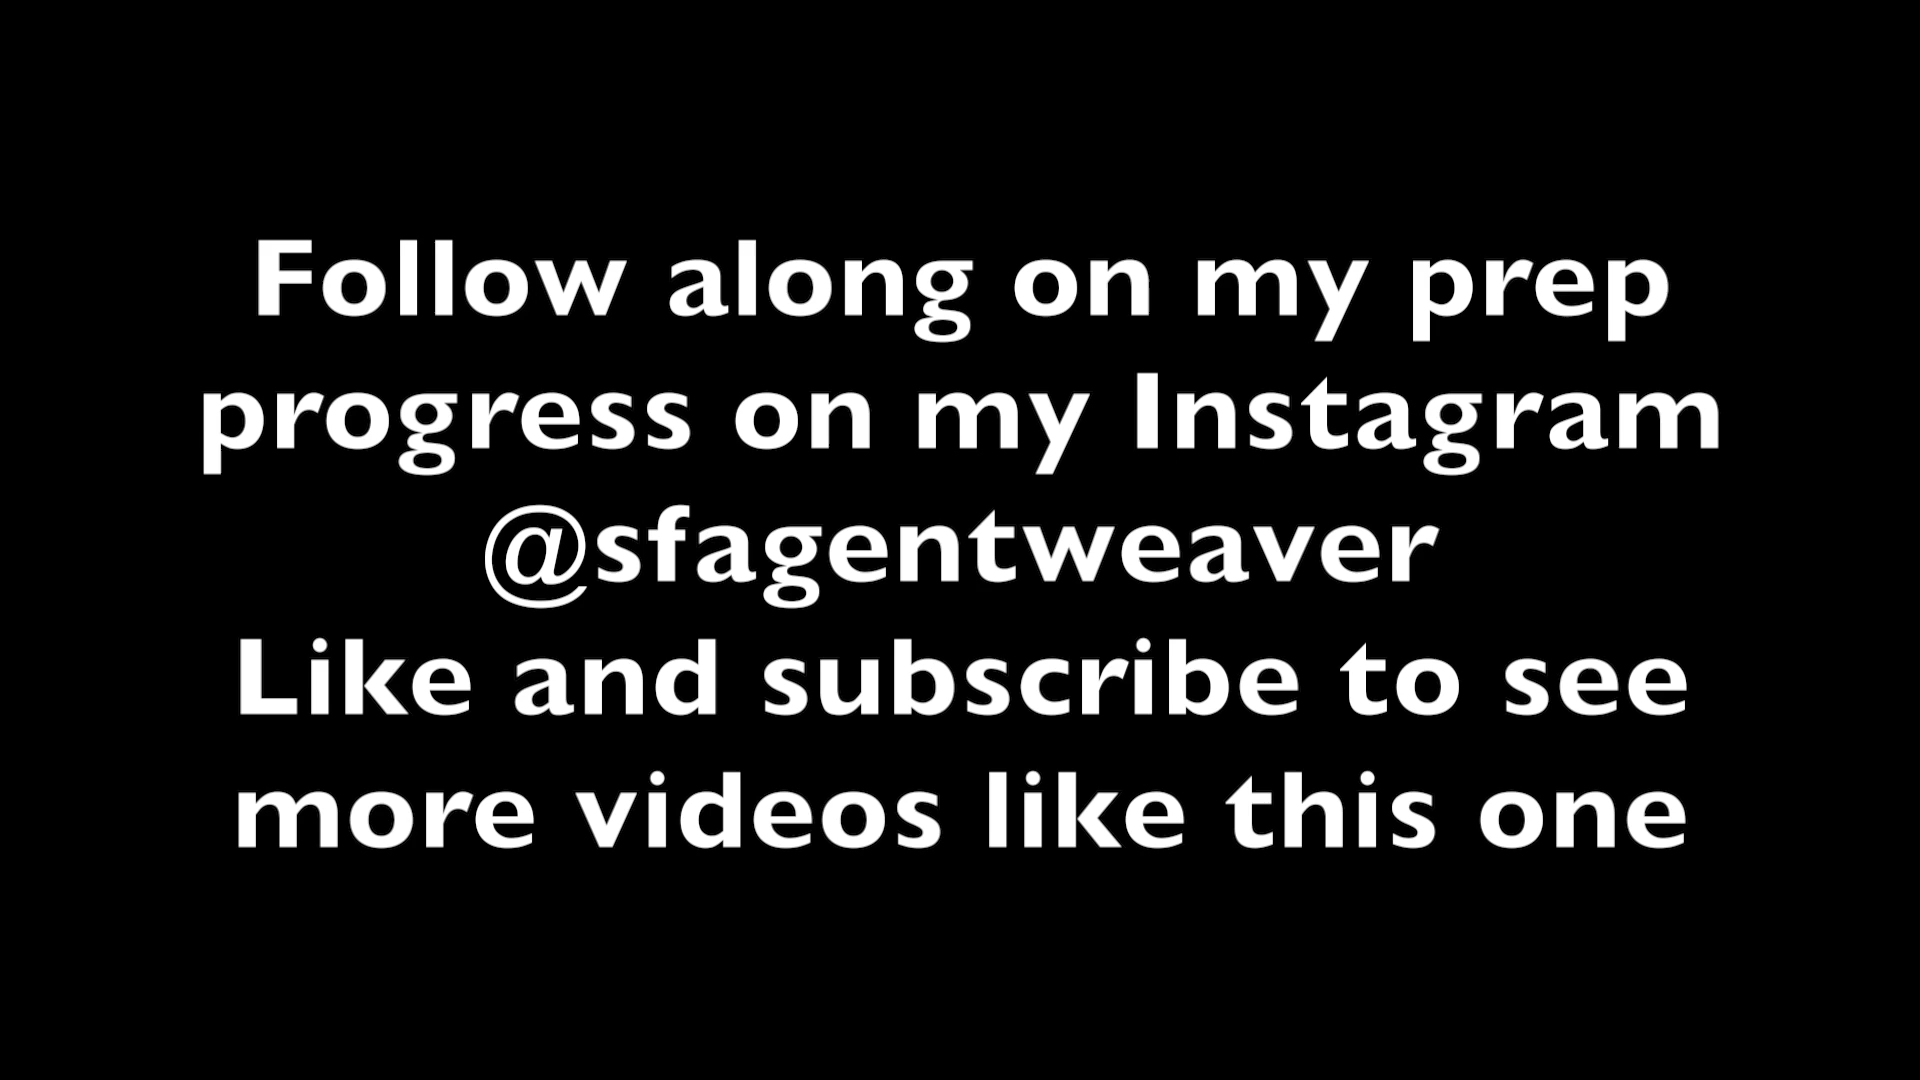 Follow along on my prep
progress on my Instagram
@sfagentweaver
Like and subscribe to see
more videos like this one